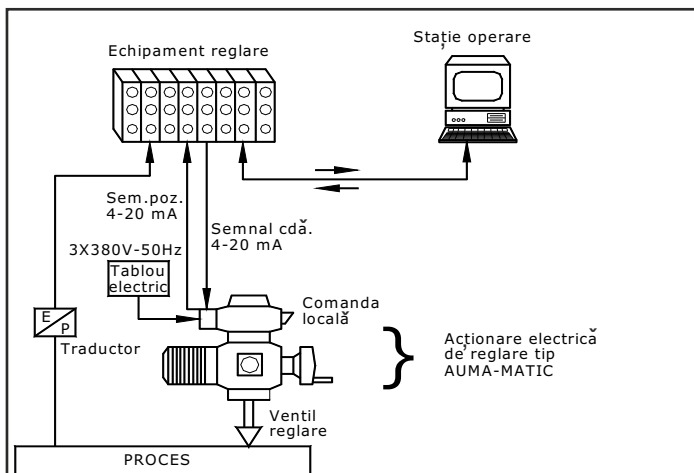 Echipament reglare
Stație operare
Sem.poz.
4-20 mA
Semnal cdă.
4-20 mA
3X380V-50Hz
Tablou
electric
Comanda
locală
E
P
Traductor
Acționare electrică
de reglare tip
AUMA-MATIC
Ventil
reglare
PROCES